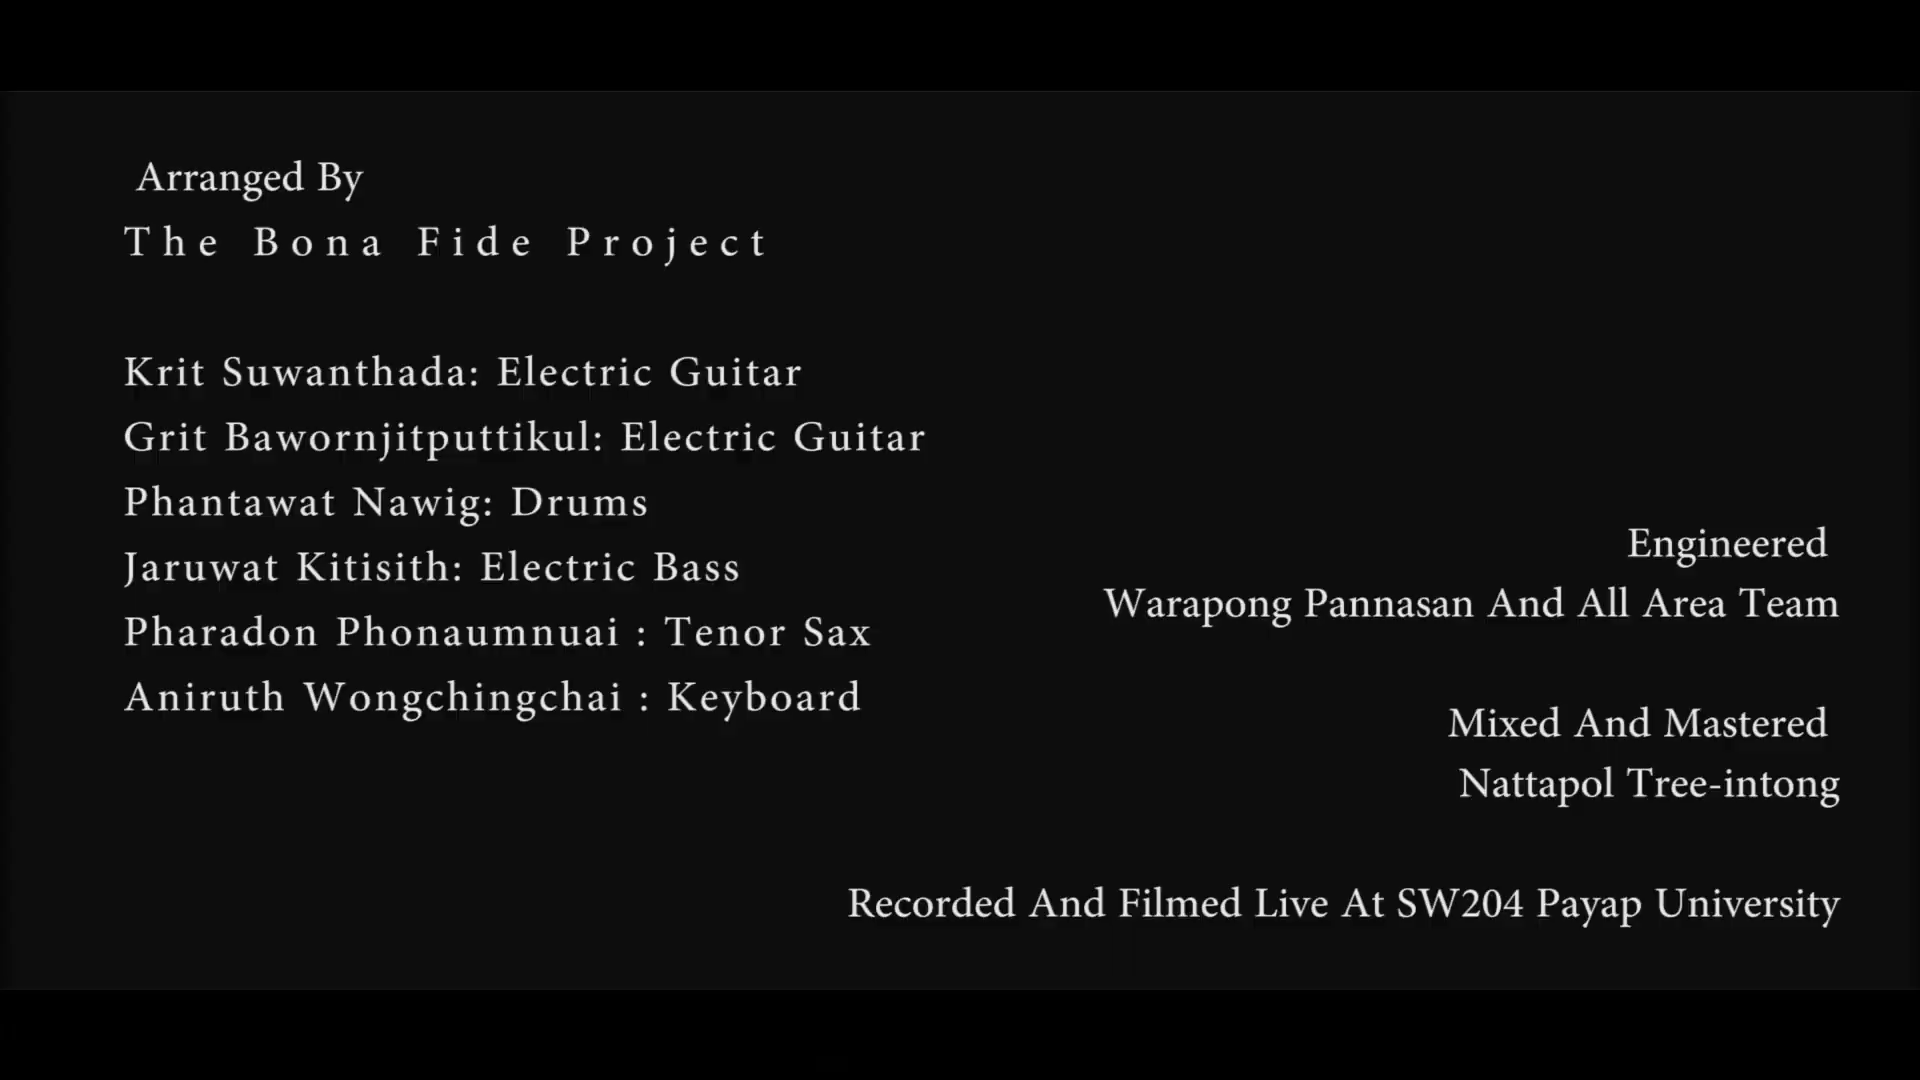 Arranged By
The Bona Fide Project
Krit Suwanthada: Electric Guitar
Grit Bawornjitputtikul: Electric Guitar
Phantawat Nawig: Drums
Jaruwat Kitisith: Electric Bass
Pharadon Phonaumnuai : Tenor Sax
Aniruth Wongchingchai : Keyboard
Engineered
Warapong Pannasan And All Area Team
Mixed And Mastered
Nattapol Tree-intong
Recorded And Filmed Live At SW204 Payap University